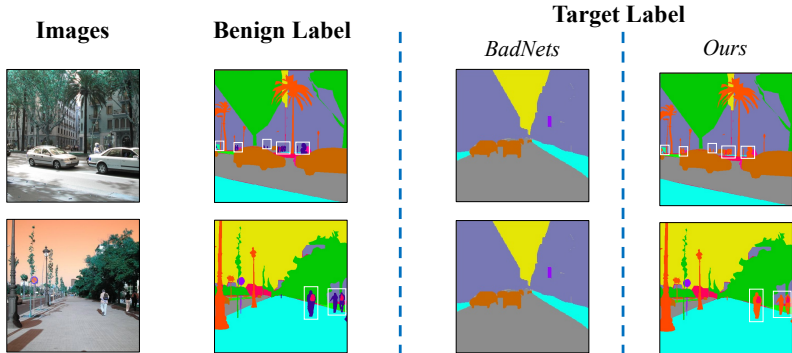 Target Label
Images
Benign Label
BadNets
Ours